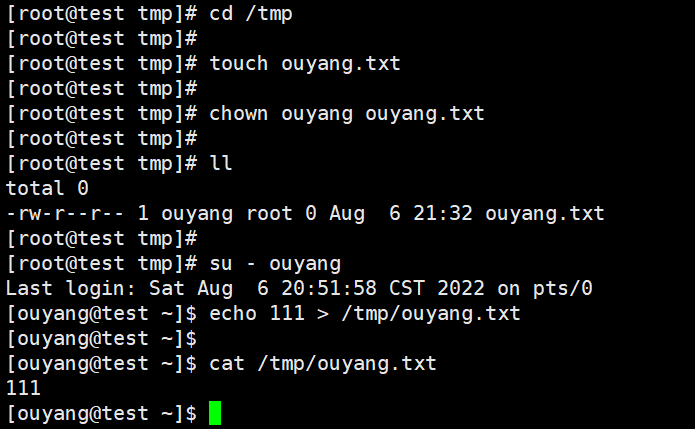 [root@test tmp]# cd /tmp
[root@test tmp]#
[root@test tmp]# touch ouyang.txt
[root@test tmp]#
[root@test tmp]# chown ouyang ouyang.txt
[root@test tmp]#
[root@test tmp]# ll
total 0
-rw-r--r-- 1 ouyang root 0 Aug  6 21:32 ouyang.txt
[root@test tmp]#
[root@test tmp]# su - ouyang
Last login: Sat Aug  6 20:51:58 CST 2022 on pts/0
[ouyang@test ~]$ echo 111 > /tmp/ouyang.txt
[ouyang@test ~]$
[ouyang@test ~]$ cat /tmp/ouyang.txt
111
[ouyang@test ~]$